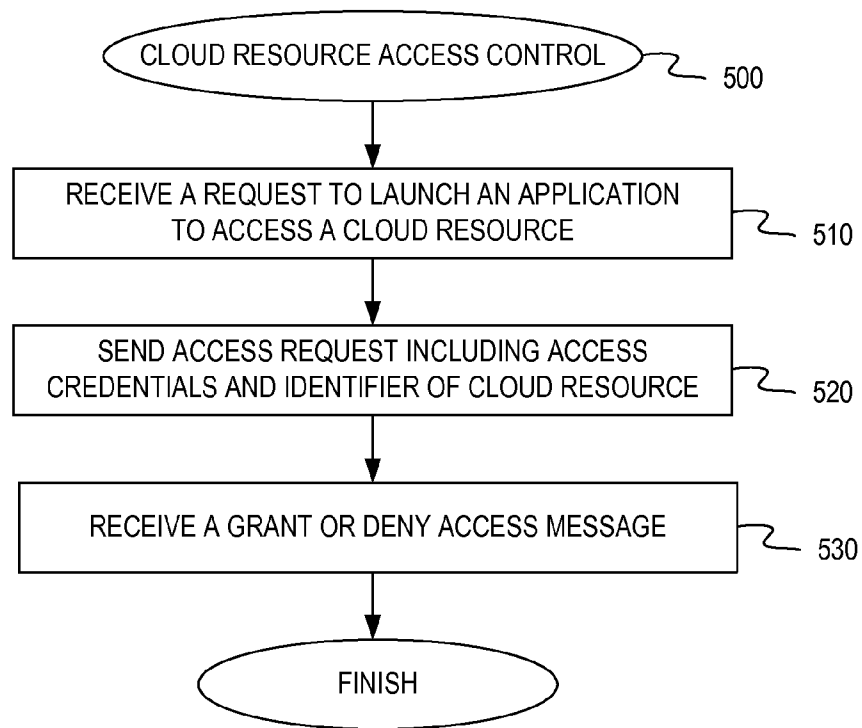 CLOUD RESOURCE ACCESS CONTROL
500
RECEIVE A REQUEST TO LAUNCH AN APPLICATION
TO ACCESS A CLOUD RESOURCE
510
SEND ACCESS REQUEST INCLUDING ACCESS
CREDENTIALS AND IDENTIFIER OF CLOUD RESOURCE
520
RECEIVE A GRANT OR DENY ACCESS MESSAGE
530
FINISH